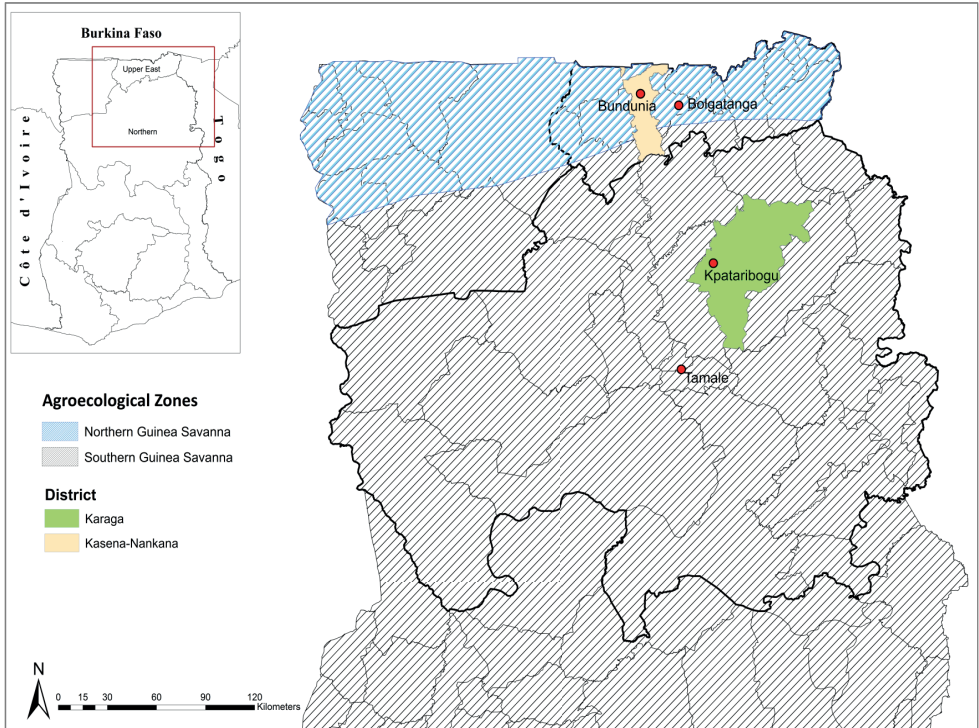 Burkina Faso
Upper East
Northern
Togo
Côte d'Ivoire
Bundunia
Bolgatanga
Kpataribogu
Tamale
Agroecological Zones
Northern Guinea Savanna
Southern Guinea Savanna
District
Karaga
Kasena-Nankana
N
0 15 30 60 90 120
Kilometers